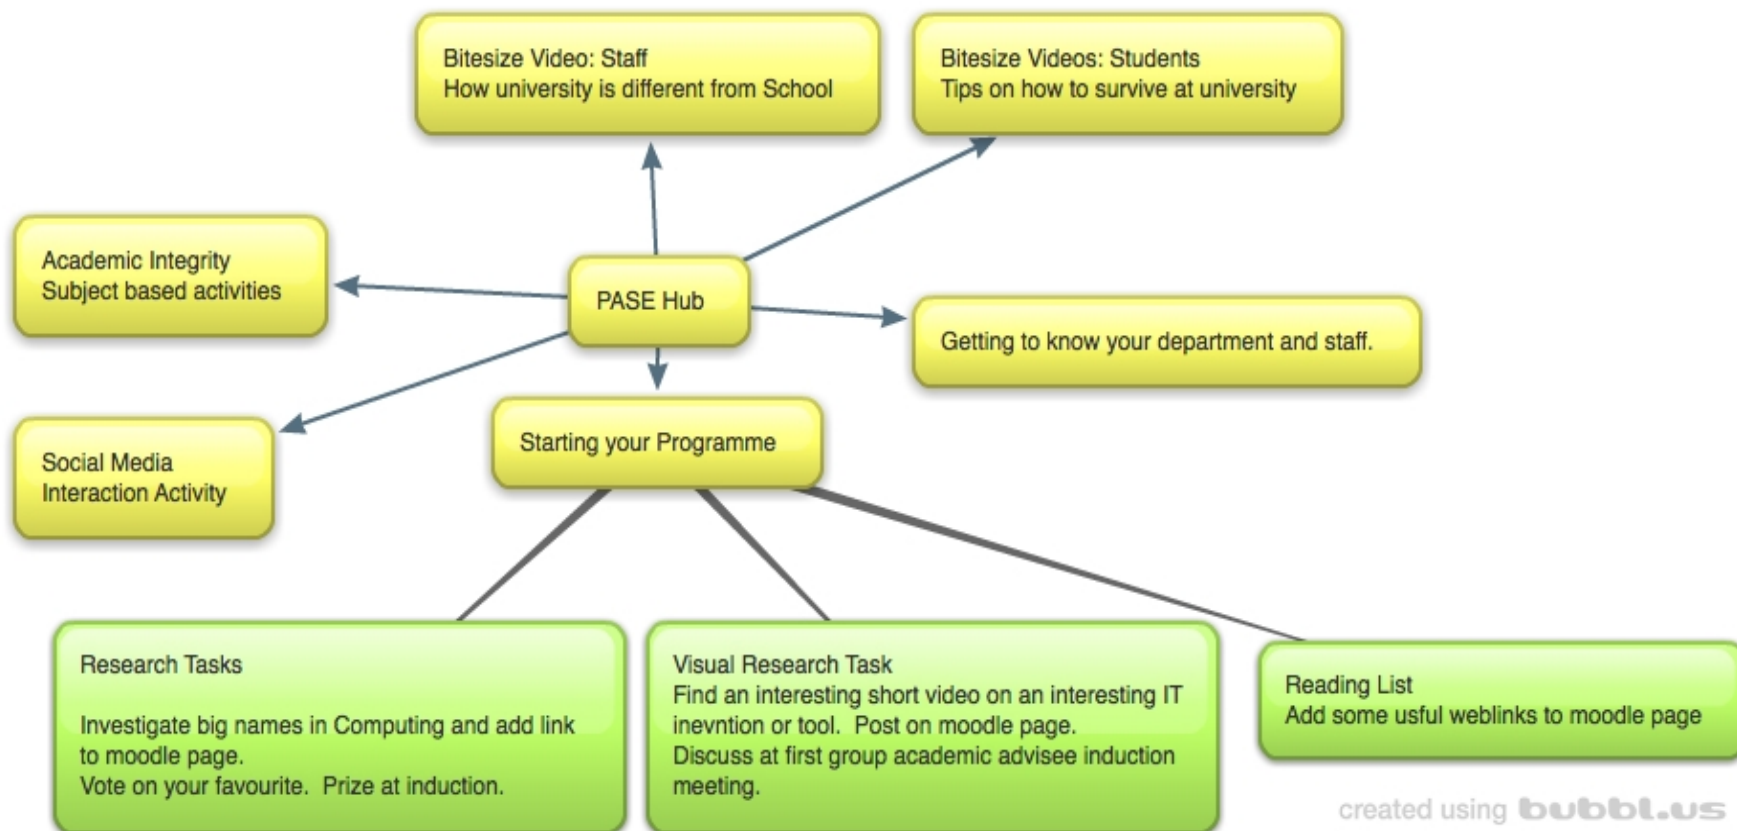 Bitesize Video: Staff
How university is different from School
Bitesize Videos: Students
Tips on how to survive at university
Academic Integrity
Subject based activities
PASE Hub
Getting to know your department and staff.
Social Media
Interaction Activity
Starting your Programme
Research Tasks
Investigate big names in Computing and add link
to moodle page.
Vote on your favourite.  Prize at induction.
Visual Research Task
Find an interesting short video on an interesting IT
inevntion or tool.  Post on moodle page.
Discuss at first group academic advisee induction
meeting.
Reading List
Add some usful weblinks to moodle page
created using bubbl.us